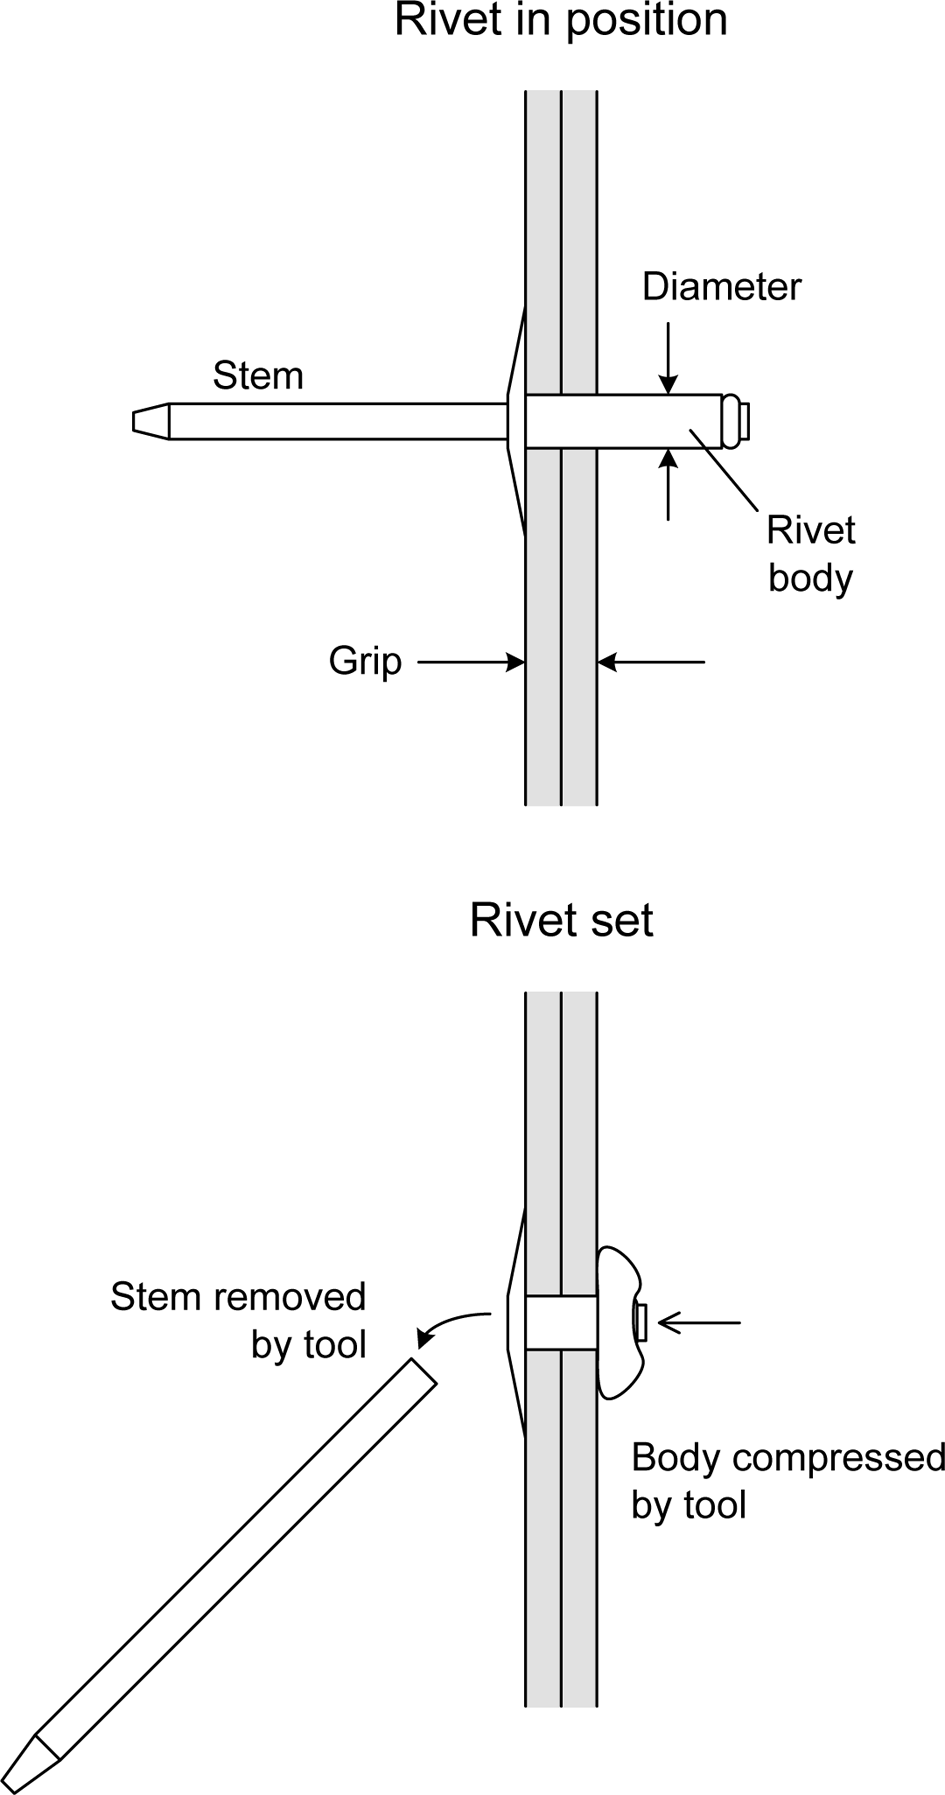 Rivet in position
Diameter
Stem
Rivet
body
Grip
Rivet set
Stem removed
by tool
Body compressed
by tool